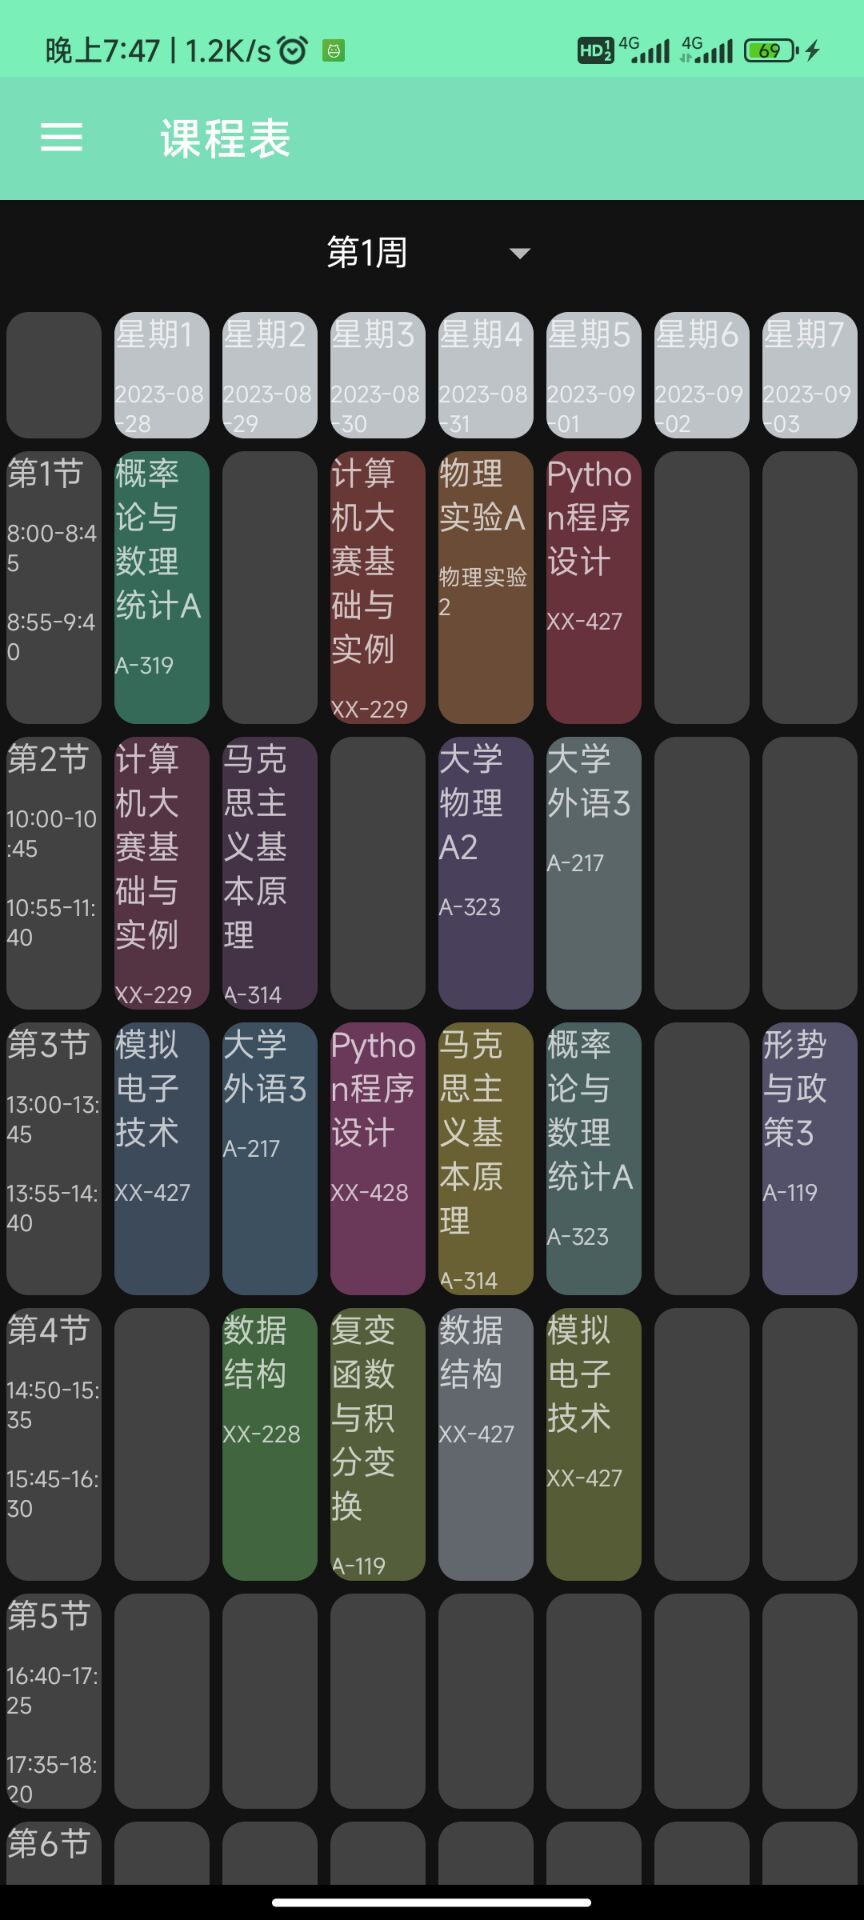 晚上7:47 | 1.2K/s
HD 1 2 4G 4G 69
课程表
第1周
星期1
2023-08
-28
星期2
2023-08
-29
星期3
2023-08
-30
星期4
2023-08
-31
星期5
2023-09
-01
星期6
2023-09
-02
星期7
2023-09
-03
第1节
8:00-8:4
5
8:55-9:4
0
概率
论与
数理
统计A
A-319
计算
机大
赛基
础与
实例
XX-229
物理
实验A
物理实验
2
Pytho
n程序
设计
XX-427
第2节
10:00-10
:45
10:55-11:
40
计算
机大
赛基
础与
实例
XX-229
马克
思主
义基
本原
理
A-314
大学
物理
A2
A-323
大学
外语3
A-217
第3节
13:00-13:
45
13:55-14:
40
模拟
电子
技术
XX-427
大学
外语3
A-217
Pytho
n程序
设计
XX-428
马克
思主
义基
本原
理
A-314
概率
论与
数理
统计A
A-323
形势
与政
策3
A-119
第4节
14:50-15:
35
15:45-16:
30
数据
结构
XX-228
复变
函数
与积
分变
换
A-119
数据
结构
XX-427
模拟
电子
技术
XX-427
第5节
16:40-17:
25
17:35-18:
20
第6节